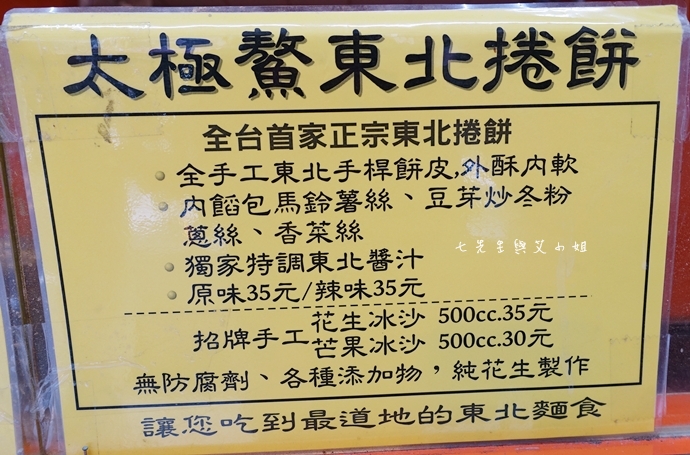 太極鰲東北捲餅
全台首家正宗東北捲餅
全手工東北手桿餅皮,外酥內軟
內餡包馬鈴薯絲、豆芽炒冬粉
蔥絲、香菜絲
七先生與艾小姐
獨家特調東北醬汁
原味35元/辣味35元
招牌手工
花生冰沙 500cc.35元
芒果冰沙 500cc.30元
無防腐劑、各種添加物，純花生製作
讓您吃到最道地的東北麵食